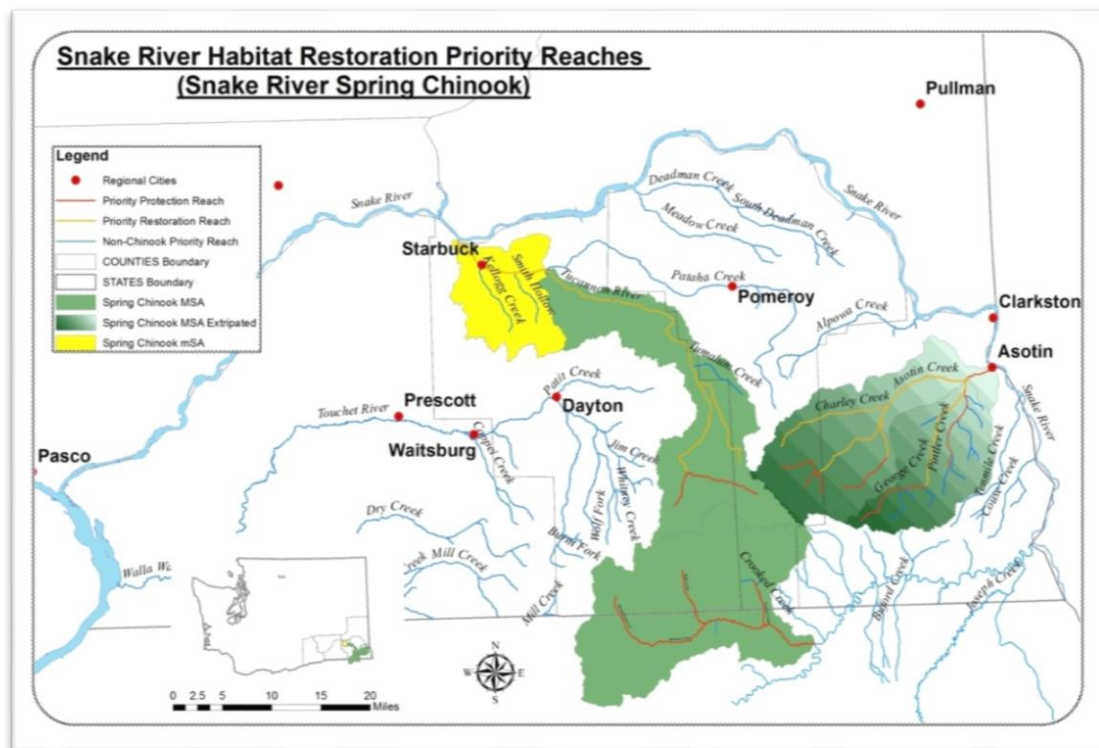 Snake River Habitat Restoration Priority Reaches
(Snake River Spring Chinook)
Pullman
Legend
Regional Cities
Priority Protection Reach
Priority Restoration Reach
Non-Chinook Priority Reach
COUNTIES Boundary
STATES Boundary
Spring Chinook MSA
Spring Chinook MSA Extripated
Spring Chinook mSA
Snake River
Deadman Creek
South Deadman Creek
Meadow Creek
Snake River
Starbuck
Kellogg Creek
Smith Hollow
Tucannon River
Pataha Creek
Pomeroy
Alpowa Creek
Clarkston
Asotin
Tumalum Creek
Asotin Creek
Charley Creek
George Creek
Pintler Creek
Tenmile Creek
Couse Creek
Snake River
Patit Creek
Dayton
Touchet River
Prescott
Waitsburg
Coppei Creek
Jim Creek
Whitney Creek
Wolf Fork
Burnt Fork
Pasco
Dry Creek
reek Mill Creek
Walla Wa
Mill Creek
Crooked Creek
Buford Creek
Joseph Creek
N
W E
S
0 2.5 5 10 15 20
Miles